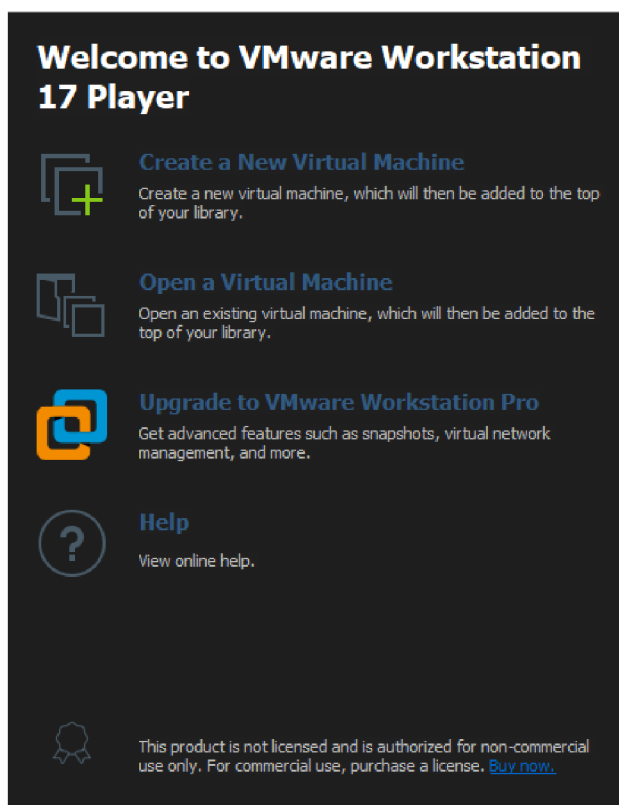 Welcome to VMware Workstation
17 Player
Create a New Virtual Machine
Create a new virtual machine, which will then be added to the top
of your library.
Open a Virtual Machine
Open an existing virtual machine, which will then be added to the
top of your library.
Upgrade to VMware Workstation Pro
Get advanced features such as snapshots, virtual network
management, and more.
?
Help
View online help.
This product is not licensed and is authorized for non-commercial
use only. For commercial use, purchase a license. Buy now.